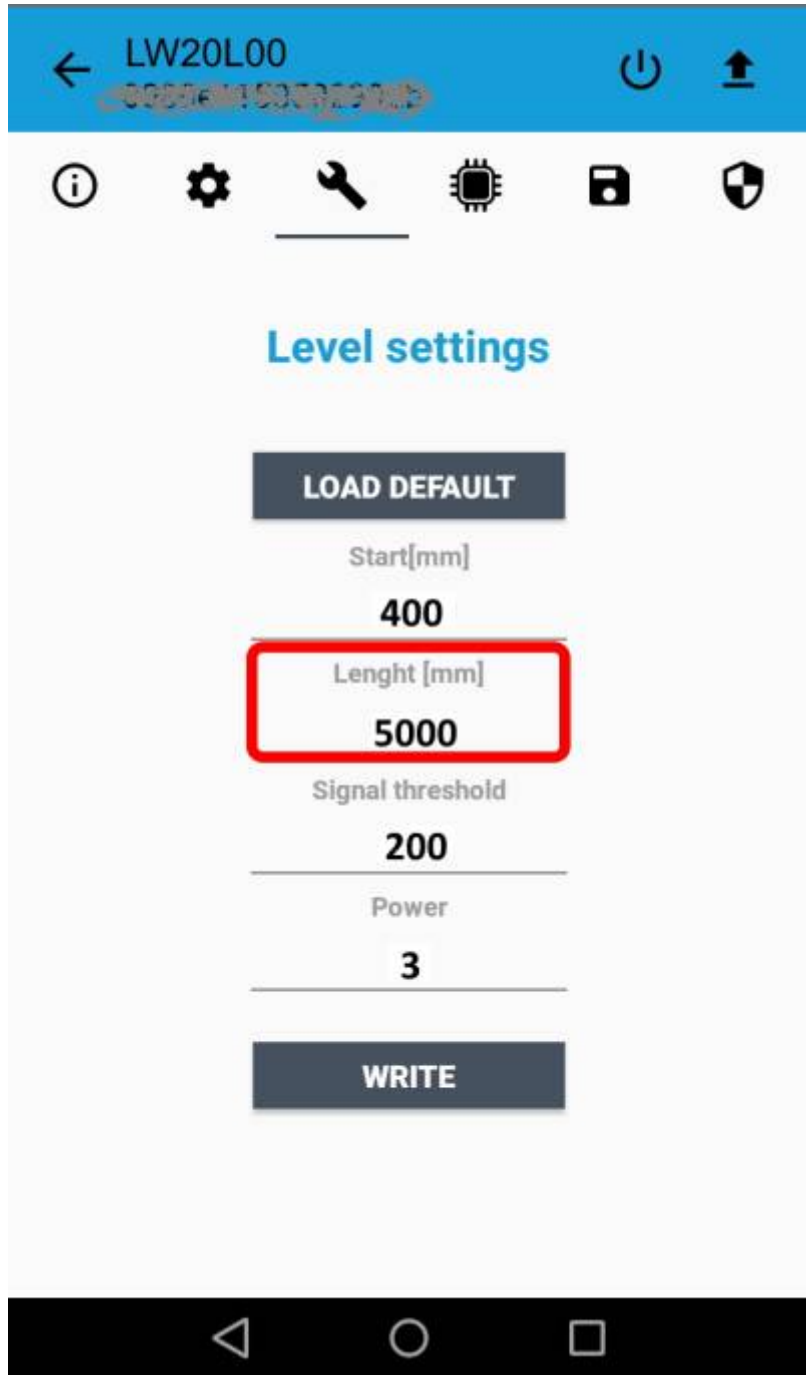 LW20L00
Level settings
LOAD DEFAULT
Start[mm]
400
Lenght [mm]
5000
Signal threshold
200
Power
3
WRITE